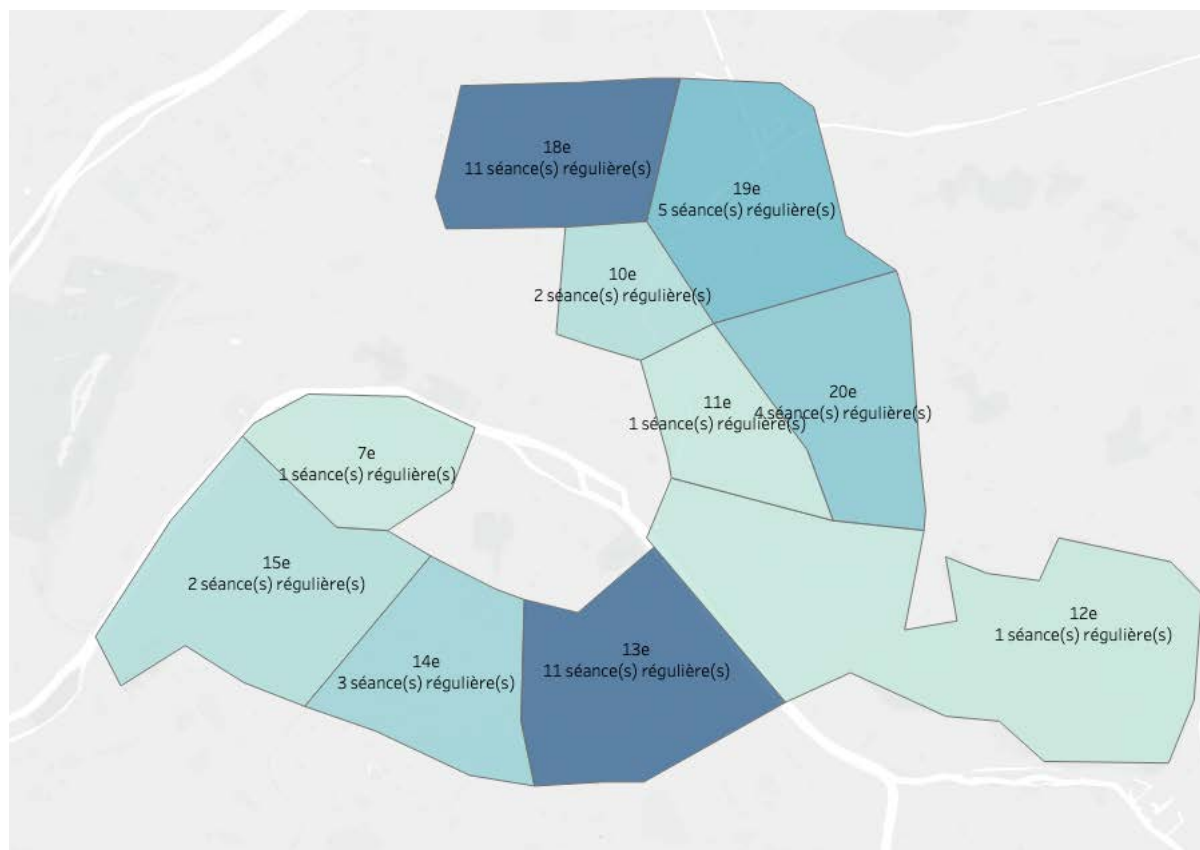 18e
11 séance(s) régulière(s)
19e
5 séance(s) régulière(s)
10e
2 séance(s) régulière(s)
20e
4 séance(s) régulière(s)
11e
1 séance(s) régulière(s)
7e
1 séance(s) régulière(s)
15e
2 séance(s) régulière(s)
12e
1 séance(s) régulière(s)
14e
3 séance(s) régulière(s)
13e
11 séance(s) régulière(s)